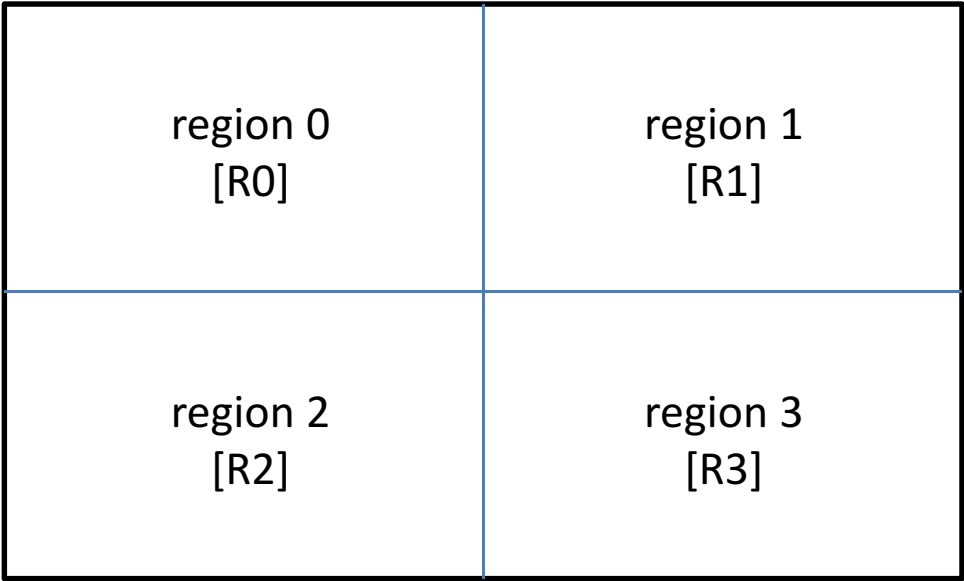 region 0
[R0]
region 1
[R1]
region 2
[R2]
region 3
[R3]